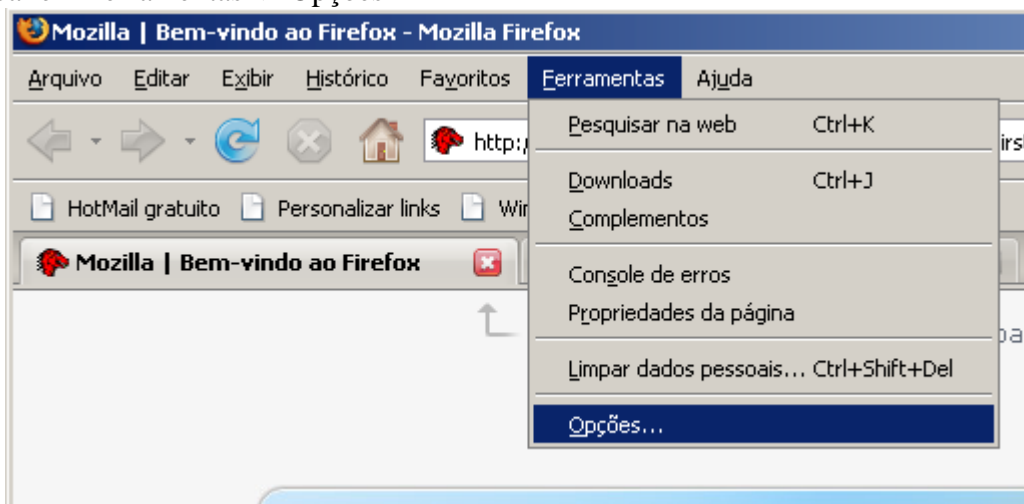 Mozilla | Bem-vindo ao Firefox - Mozilla Firefox
Arquivo Editar Exibir Histórico Favoritos Ferramentas Ajuda
Pesquisar na web Ctrl+K
http:/
Downloads Ctrl+J
HotMail gratuito Personalizar links
Complementos
Mozilla | Bem-vindo ao Firefox
Console de erros
Propriedades da página
Limpar dados pessoais... Ctrl+Shift+Del
Opções...